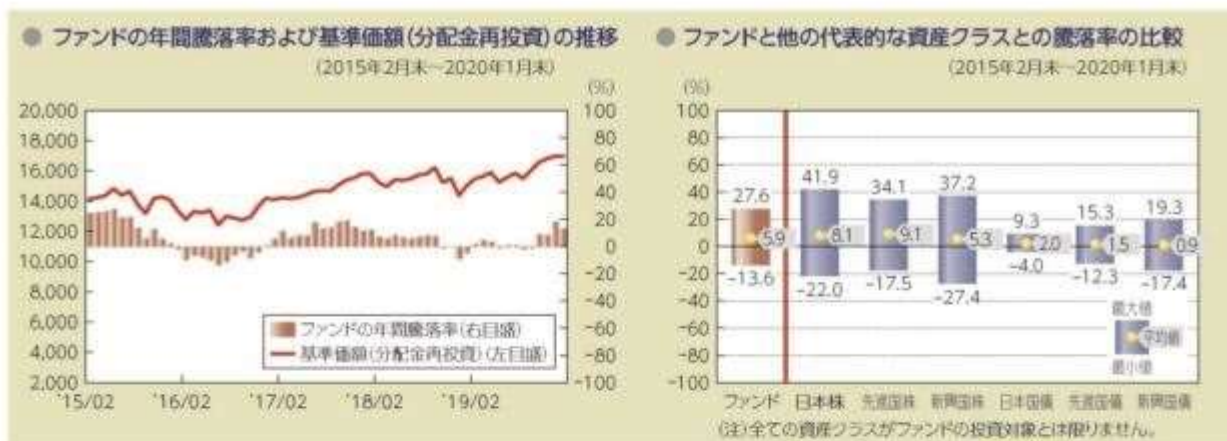 ● ファンドの年間騰落率および基準価額(分配金再投資)の推移
(2015年2月末～2020年1月末)
(%)
20,000
18,000
16,000
14,000
12,000
10,000
8,000
6,000
4,000
2,000
100
80
60
40
20
0
-20
-40
-60
-80
-100
ファンドの年間騰落率(右目盛)
基準価額(分配金再投資)(左目盛)
'15/02 '16/02 '17/02 '18/02 '19/02
● ファンドと他の代表的な資産クラスとの騰落率の比較
(2015年2月末～2020年1月末)
(%)
100
80
60
40
20
0
-20
-40
-60
-80
-100
27.6 41.9 34.1 37.2 9.3 15.3 19.3
5.9 8.1 9.1 5.3 2.0 1.5 0.9
-13.6 -22.0 -17.5 -27.4 -4.0 -12.3 -17.4
最大値
平均値
最小値
ファンド 日本株 先進国株 新興国株 日本国債 先進国債 新興国債
(注)全ての資産クラスがファンドの投資対象とは限りません。